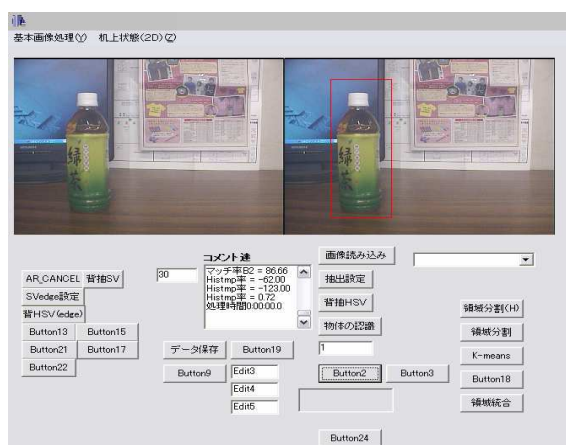 基本画像処理(Y) 机上状態(2D)(Z)
緑茶
緑茶
コメント達
画像読み込み
AR_CANCEL 背抽SV
30
マッチ率B2 = 86.66
Histmp率 = -62.00
Histmp率 = -123.00
Histmp率 = 0.72
処理時間0:00:00.0
抽出設定
SVedge設定
背抽HSV
領域分割(H)
背HSV(edge)
物体の認識
Button13 Button15
領域分割
Button21 Button17
データ保存 Button19
1
K-means
Button22
Button9 Edit3
Button2 Button3
Button18
Edit4
Edit5
領域統合
Button24